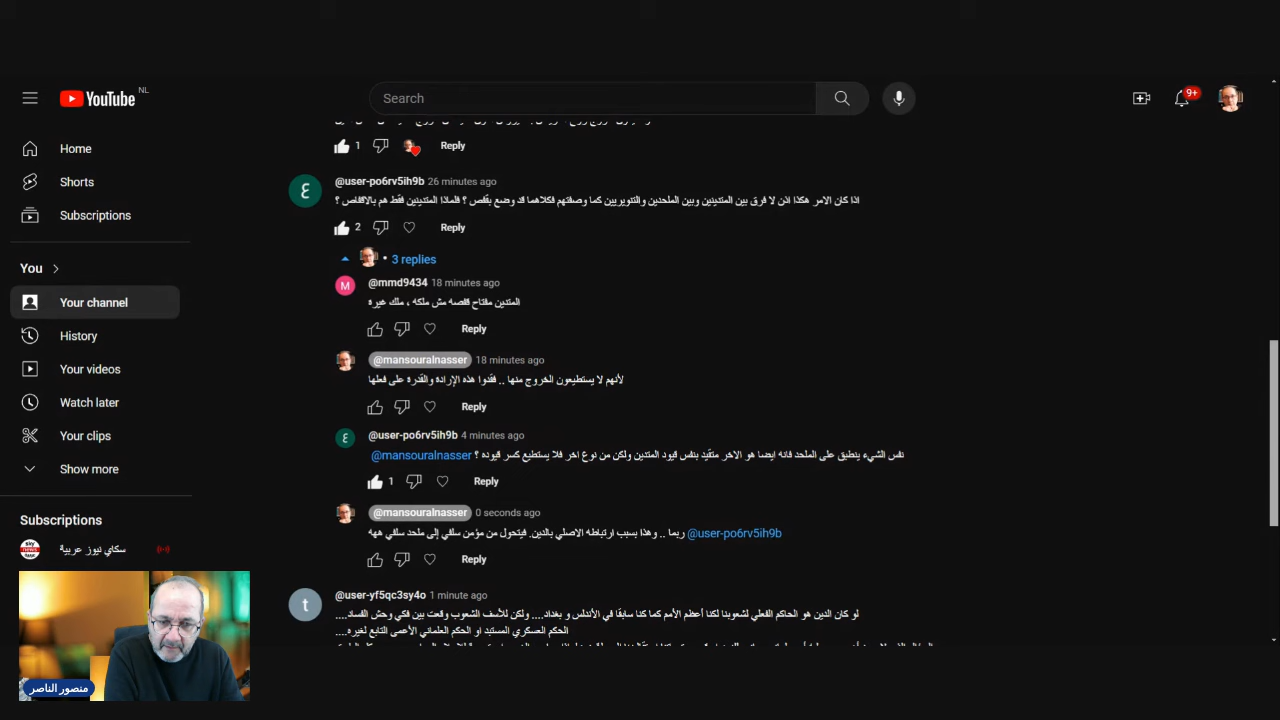 YouTube NL
Search
9+
Home
Shorts
Subscriptions
You
Your channel
History
Your videos
Watch later
Your clips
Show more
Subscriptions
سكاي نيوز عربية
منصور الناصر
1 Reply
@user-po6rv5ih9b 26 minutes ago
اذا كان الامر هكذا اذن لا فرق بين المتدينين وبين الملحدين والتنويريين كما وصفتهم فكلاهما قد وضع بقفص ؟ فلماذا المتدينين فقط هم بالاقفاص ؟
2 Reply
3 replies
@mmd9434 18 minutes ago
المتدين مفتاح قفصه مش ملكه ، ملك غيرة
Reply
@mansouralnasser 18 minutes ago
لأنهم لا يستطيعون الخروج منها .. فقدوا هذه الإرادة والقدرة على فعلها
Reply
@user-po6rv5ih9b 4 minutes ago
@mansouralnasser نفس الشيء ينطبق على الملحد فانه ايضا هو الاخر متقيد بنفس قيود المتدين ولكن من نوع اخر فلا يستطيع كسر قيوده ؟
1 Reply
@mansouralnasser 0 seconds ago
@user-po6rv5ih9b ربما .. وهذا بسبب ارتباطه الاصلي بالدين. فيتحول من مؤمن سلفي إلى ملحد سلفي ههه
Reply
@user-yf5qc3sy4o 1 minute ago
لو كان الدين هو الحاكم الفعلي لشعوبنا لكنا أعظم الأمم كما كنا سابقًا في الأندلس و بغداد.... ولكن للأسف الشعوب وقعت بين فكي وحش الفساد....
الحكم العسكري المستبد او الحكم العلماني الأعمى التابع لغيره....